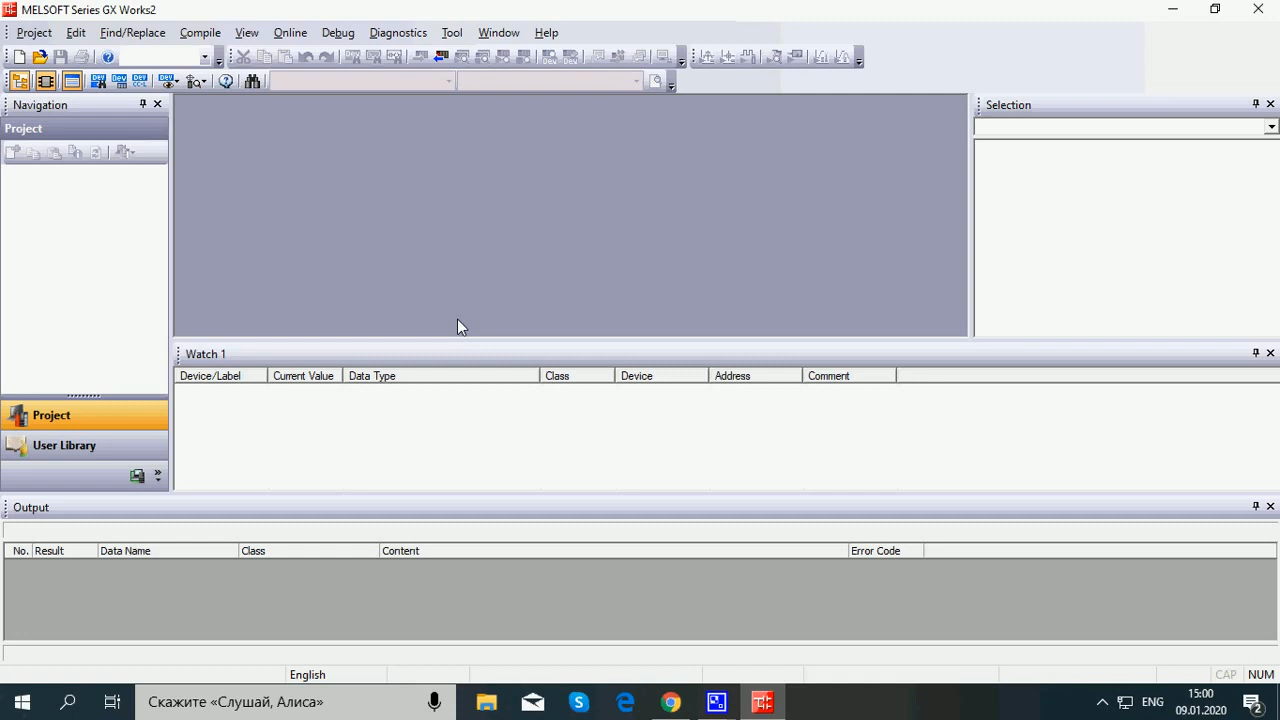 MELSOFT Series GX Works2
Project Edit Find/Replace Compile View Online Debug Diagnostics Tool Window Help
Navigation
Project
Selection
Watch 1
Device/Label Current Value Data Type Class Device Address Comment
Project
User Library
Output
No. Result Data Name Class Content Error Code
English
CAP NUM
Скажите «Слушай, Алиса»
ENG
15:00
09.01.2020
2